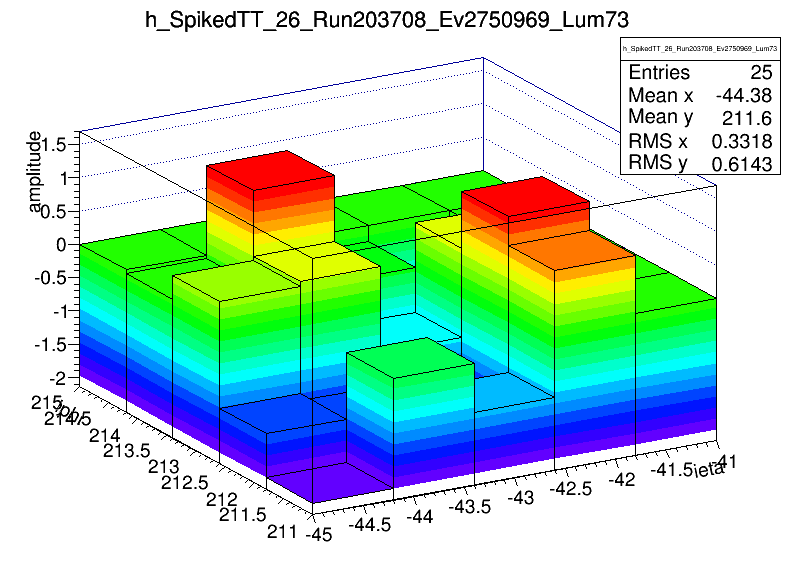 h_SpikedTT_26_Run203708_Ev2750969_Lum73
h_SpikedTT_26_Run203708_Ev2750969_Lum73
Entries 25
Mean x -44.38
Mean y 211.6
RMS x 0.3318
RMS y 0.6143
amplitude
1.5
1
0.5
0
-0.5
-1
-1.5
-2
215
214.5
214
213.5
213
212.5
212
211.5
211
-45
-44.5
-44
-43.5
-43
-42.5
-42
-41.5
-41
ieta